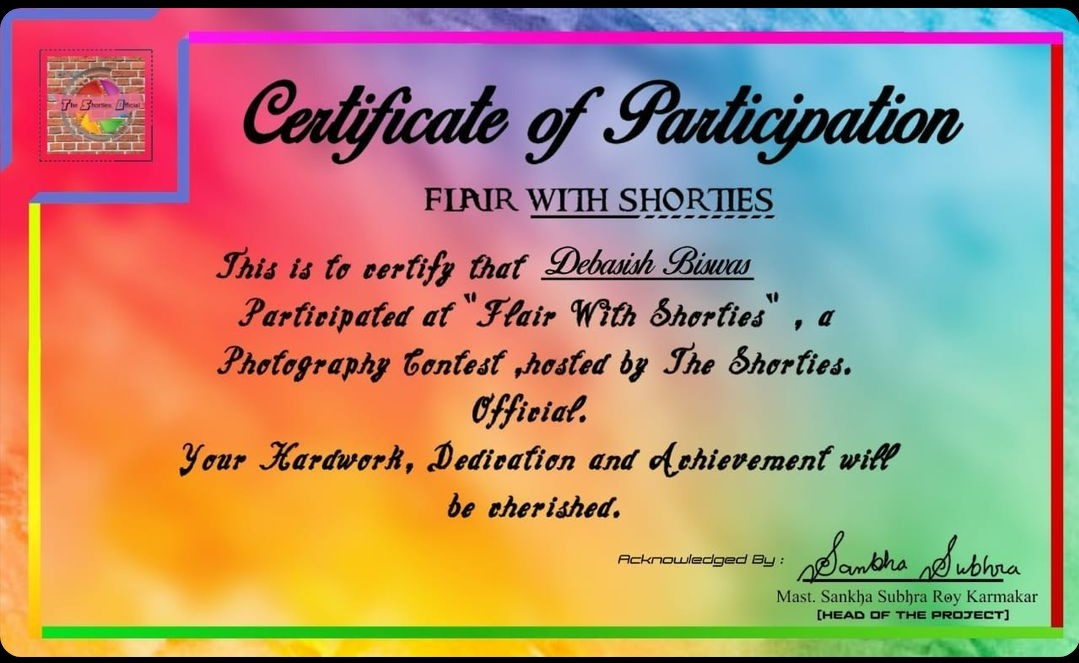 The Shorties. Official
Certificate of Participation
FLAIR WITH SHORTIES
This is to certify that Debasish Biswas
Participated at "Flair With Shorties" , a
Photography Contest ,hosted by The Shorties.
Official.
Your Hardwork, Dedication and Achievement will
be cherished.
Acknowledged By : Sankha Subhra
Mast. Sankha Subhra Roy Karmakar
[HEAD OF THE PROJECT]